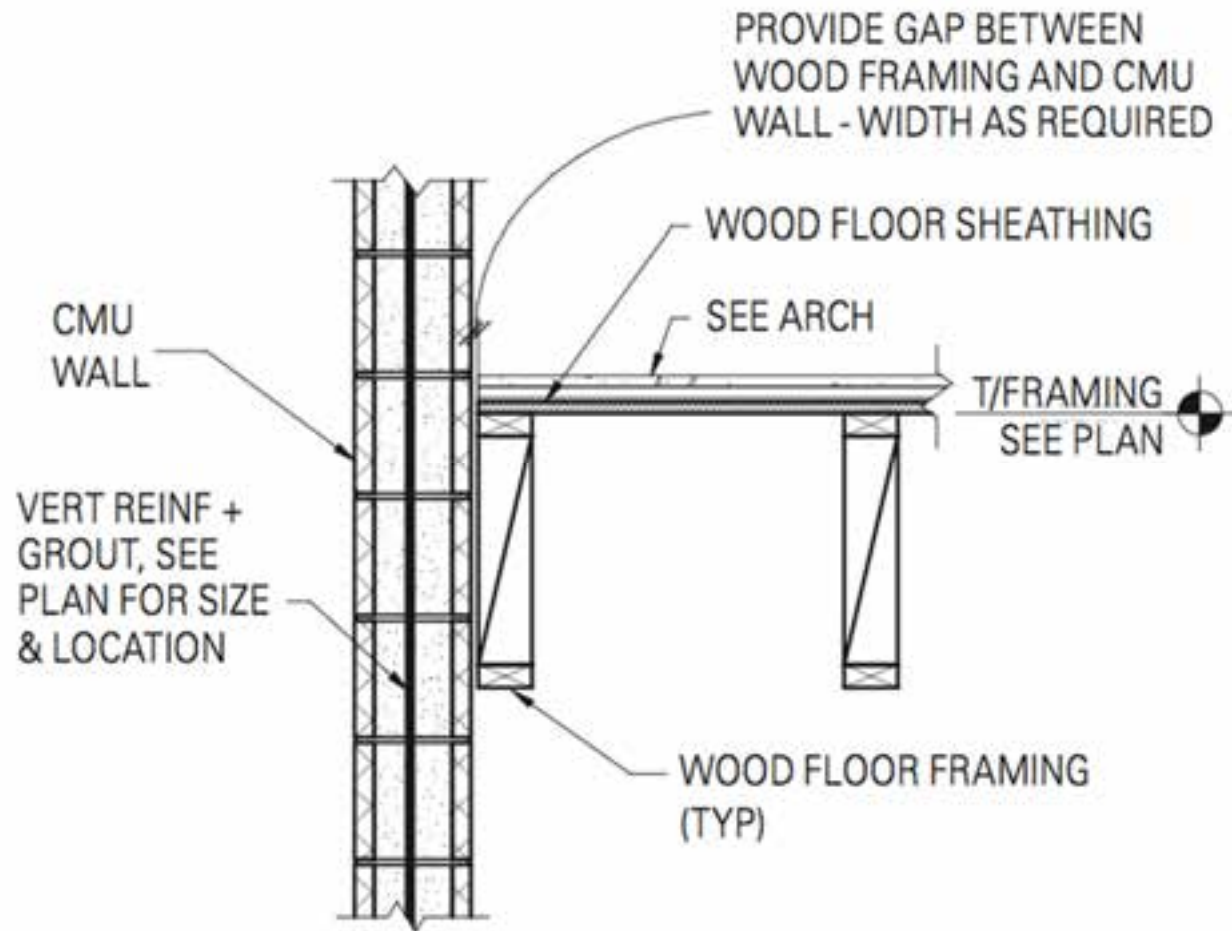 PROVIDE GAP BETWEEN
WOOD FRAMING AND CMU
WALL - WIDTH AS REQUIRED
WOOD FLOOR SHEATHING
SEE ARCH
CMU
WALL
T/FRAMING
SEE PLAN
VERT REINF +
GROUT, SEE
PLAN FOR SIZE
& LOCATION
WOOD FLOOR FRAMING
(TYP)